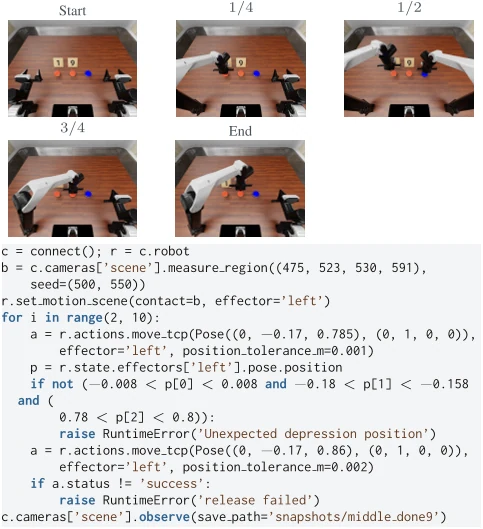 Start
1/4
1/2
1 9
9
9
3/4
End
c = connect(); r = c.robot
b = c.cameras['scene'].measure_region((475, 523, 530, 591),
seed=(500, 550))
r.set_motion_scene(contact=b, effector='left')
for i in range(2, 10):
a = r.actions.move_tcp(Pose((0, −0.17, 0.785), (0, 1, 0, 0)),
effector='left', position_tolerance_m=0.001)
p = r.state.effectors['left'].pose.position
if not (−0.008 < p[0] < 0.008 and −0.18 < p[1] < −0.158
and (
0.78 < p[2] < 0.8)):
raise RuntimeError('Unexpected depression position')
a = r.actions.move_tcp(Pose((0, −0.17, 0.86), (0, 1, 0, 0)),
effector='left', position_tolerance_m=0.002)
if a.status != 'success':
raise RuntimeError('release failed')
c.cameras['scene'].observe(save_path='snapshots/middle_done9')